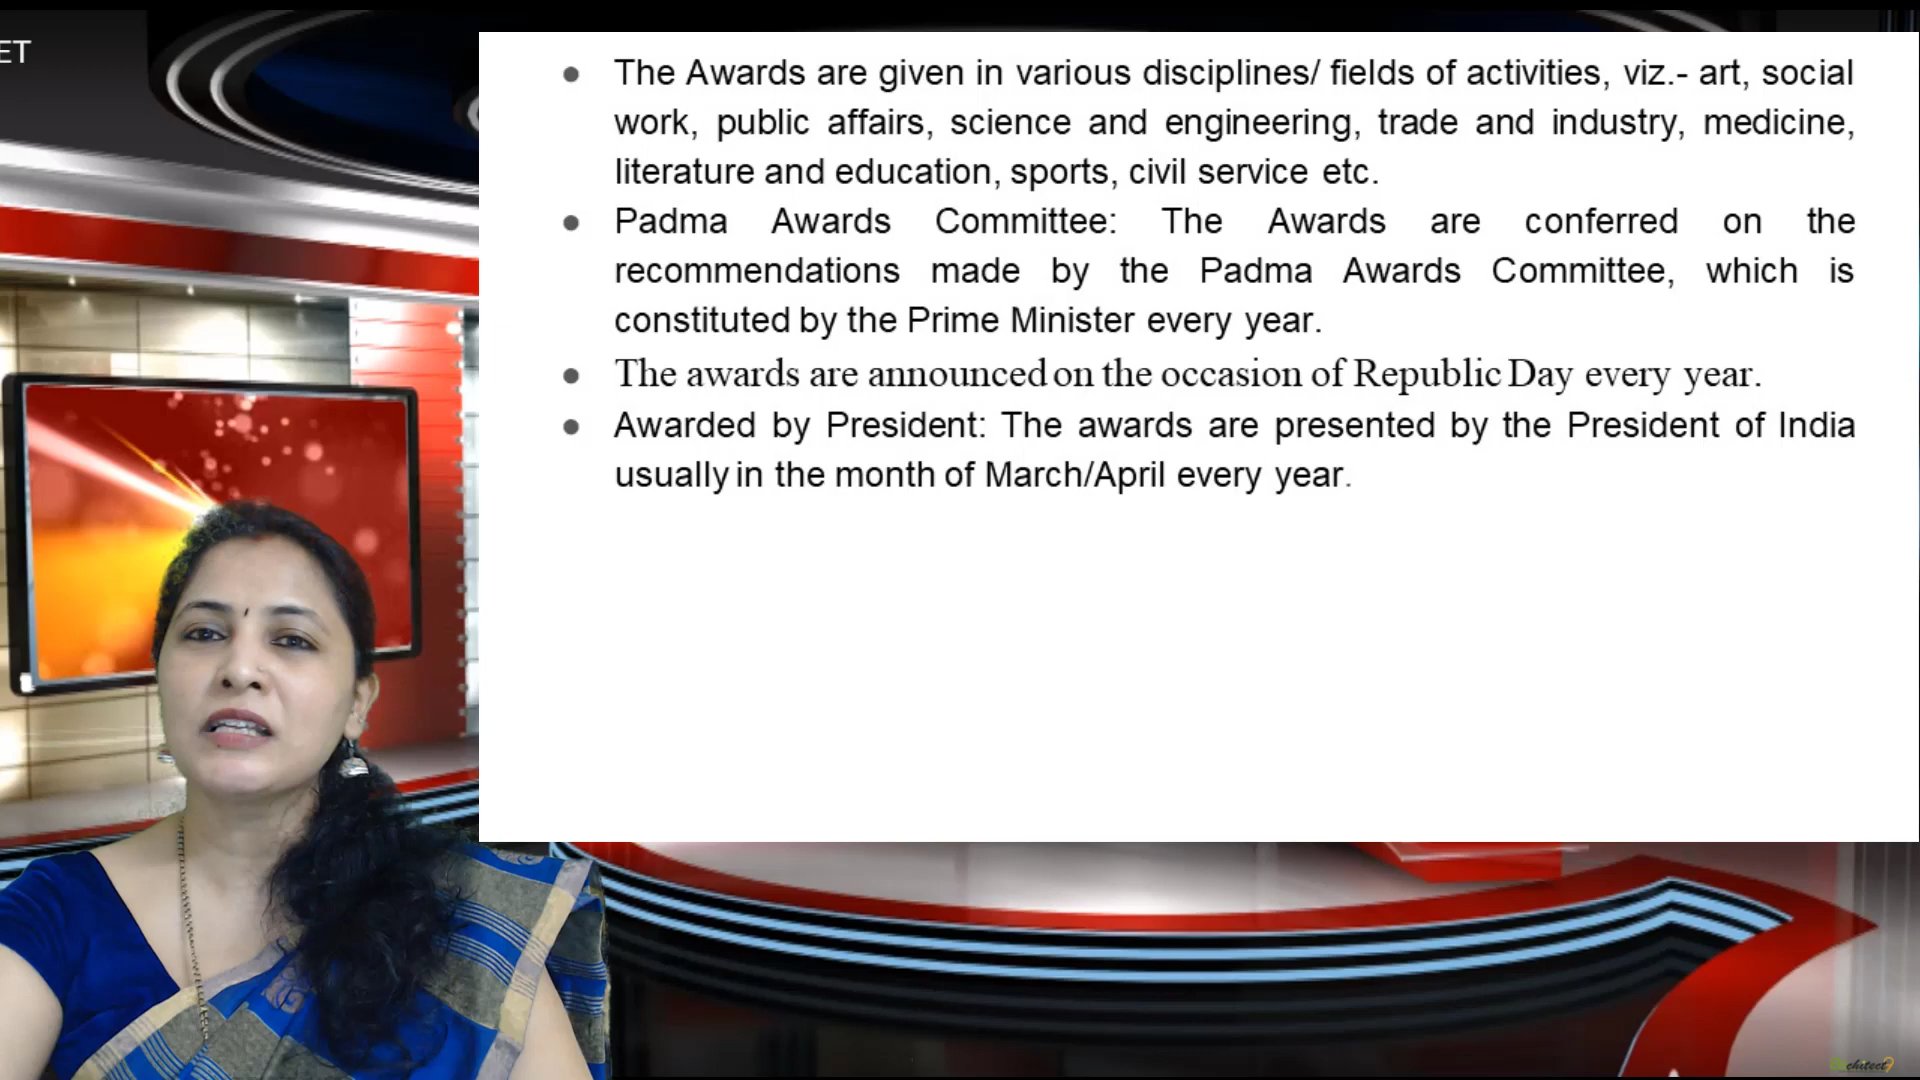 ET
The Awards are given in various disciplines/ fields of activities, viz.- art, social
work, public affairs, science and engineering, trade and industry, medicine,
literature and education, sports, civil service etc.
Padma Awards Committee: The Awards are conferred on the
recommendations made by the Padma Awards Committee, which is
constituted by the Prime Minister every year.
The awards are announced on the occasion of Republic Day every year.
Awarded by President: The awards are presented by the President of India
usually in the month of March/April every year.